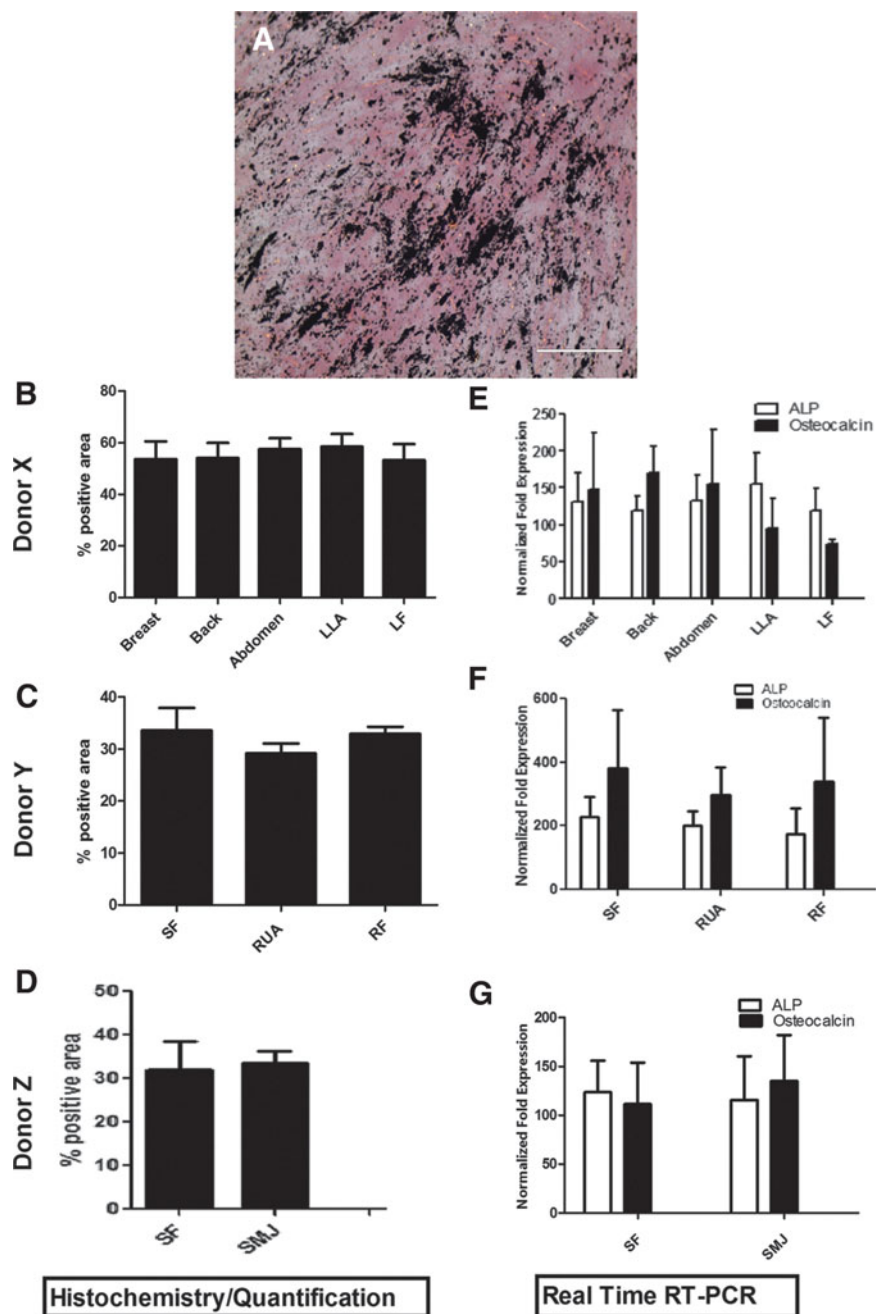 A
B
Donor X
% positive area
80
60
40
20
0
Breast
Back
Abdomen
LLA
LF
E
Normalized Fold Expression
250
200
150
100
50
0
ALP
Osteocalcin
Breast
Back
Abdomen
LLA
LF
C
Donor Y
% positive area
40
30
20
10
0
SF
RUA
RF
F
Normalized Fold Expression
600
400
200
0
ALP
Osteocalcin
SF
RUA
RF
D
Donor Z
% positive area
50
40
30
20
10
0
SF
SMJ
G
Normalized Fold Expression
200
150
100
50
0
ALP
Osteocalcin
SF
SMJ
Histochemistry/Quantification
Real Time RT-PCR